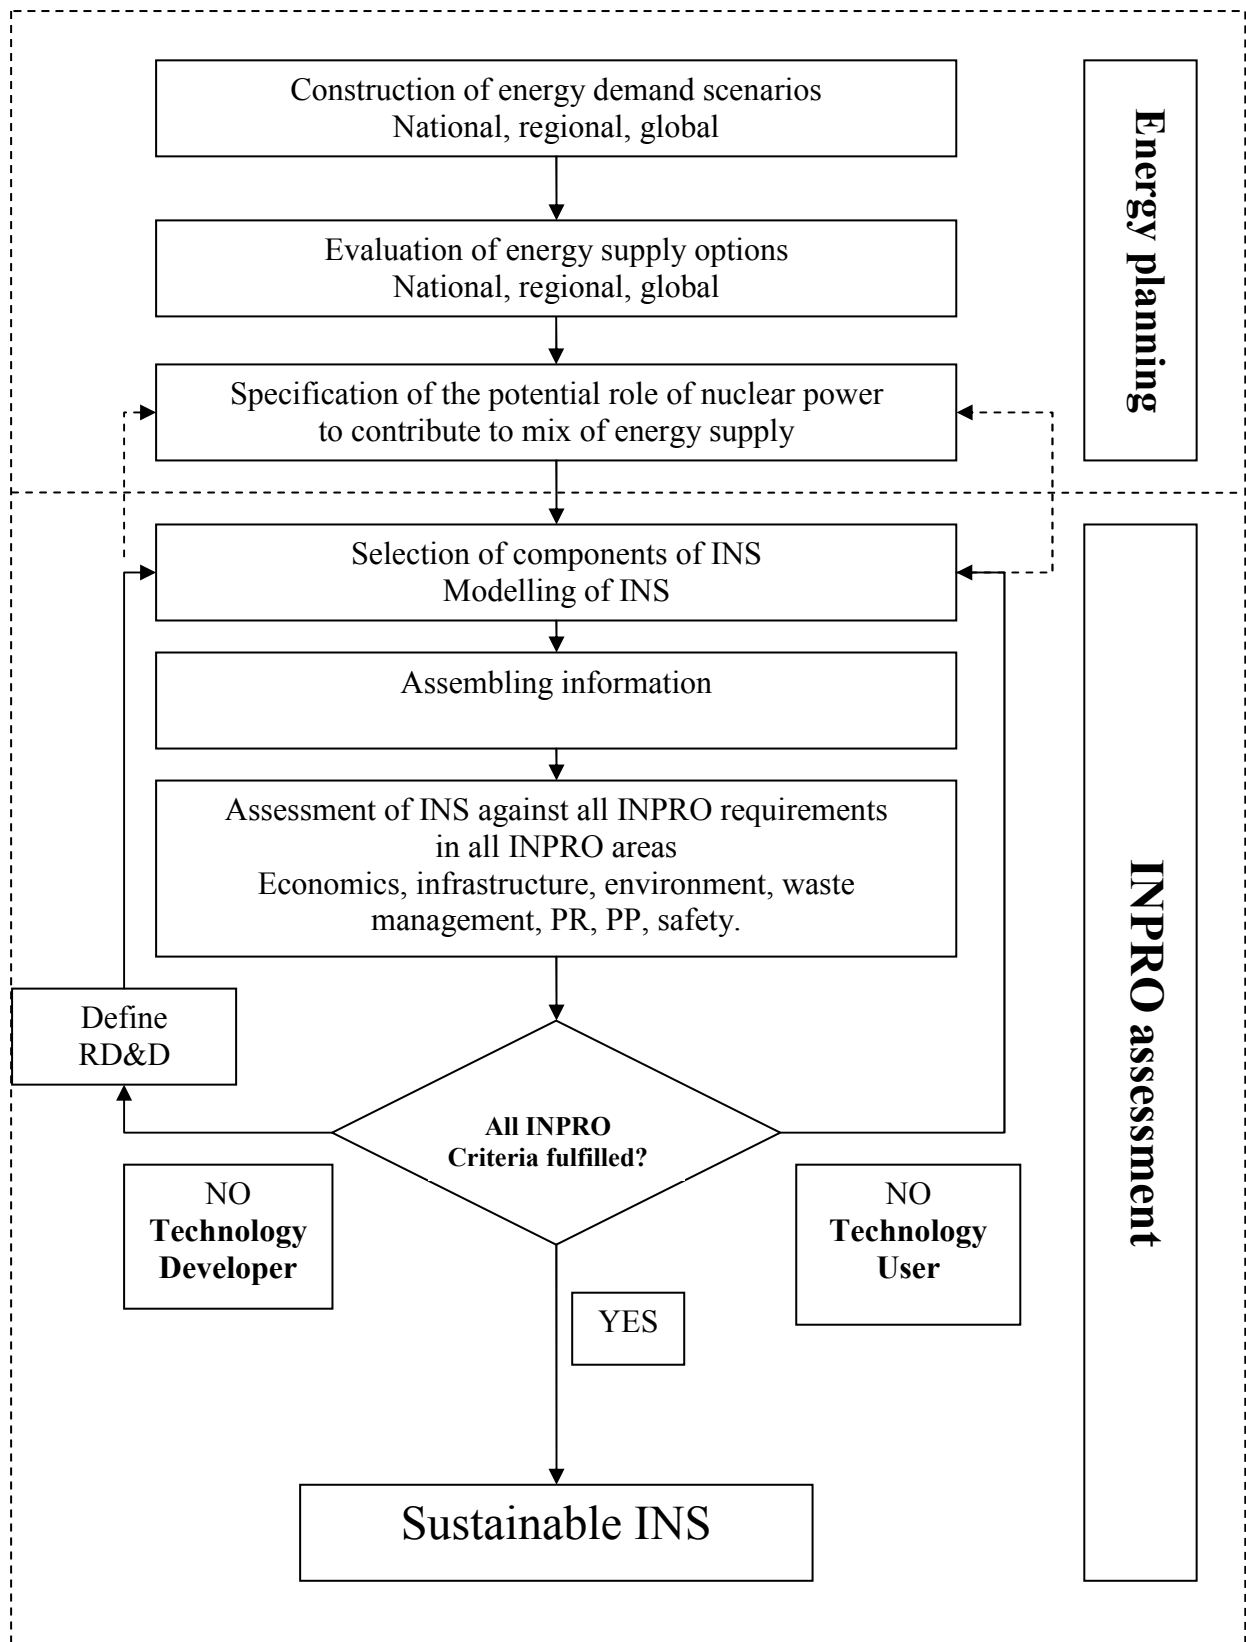 Construction of energy demand scenarios
National, regional, global
Energy planning
Evaluation of energy supply options
National, regional, global
Specification of the potential role of nuclear power
to contribute to mix of energy supply
Selection of components of INS
Modelling of INS
Assembling information
Assessment of INS against all INPRO requirements
in all INPRO areas
Economics, infrastructure, environment, waste
management, PR, PP, safety.
INPRO assessment
Define
RD&D
All INPRO
Criteria fulfilled?
NO
Technology
Developer
NO
Technology
User
YES
Sustainable INS